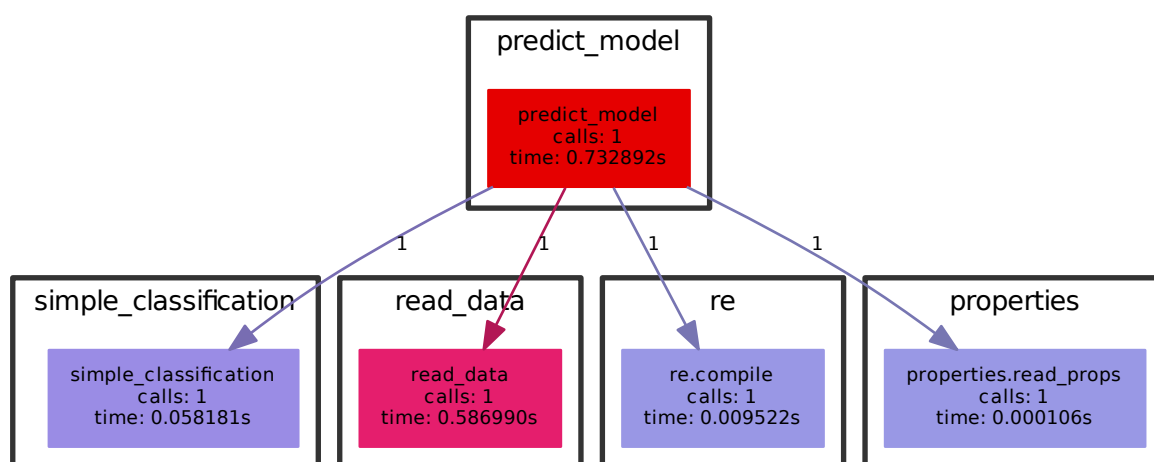 predict_model
predict_model
calls: 1
time: 0.732892s
1
1
1
1
simple_classification
simple_classification
calls: 1
time: 0.058181s
read_data
read_data
calls: 1
time: 0.586990s
re
re.compile
calls: 1
time: 0.009522s
properties
properties.read_props
calls: 1
time: 0.000106s